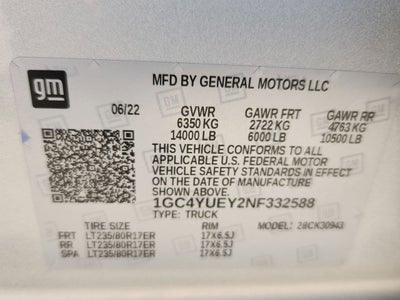 gm
MFD BY GENERAL MOTORS LLC
06/22 GVWR GAWR FRT GAWR RR
6350 KG 2722 KG 4763 KG
14000 LB 6000 LB 10500 LB
THIS VEHICLE CONFORMS TO ALL
APPLICABLE U.S. FEDERAL MOTOR
VEHICLE SAFETY STANDARDS IN EFFECT
ON THE DATE OF MANUFACTURE
SHOWN ABOVE.
1GC4YUEY2NF332588
TYPE: TRUCK MODEL: 28CK30943
TIRE SIZE RIM
FRT LT235/80R17ER 17X6.5J
RR LT235/80R17ER 17X6.5J
SPA LT235/80R17ER 17X6.5J